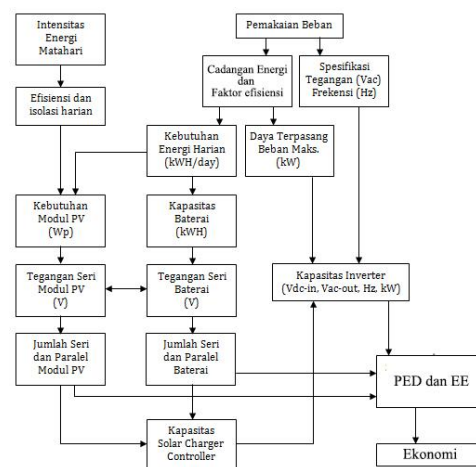 Intensitas
Energi
Matahari
Pemakaian Beban
Cadangan Energi
dan
Faktor efisiensi
Spesifikasi
Tegangan (Vac)
Frekensi (Hz)
Efisiensi dan
isolasi harian
Kebutuhan
Energi Harian
(kWH/day)
Daya Terpasang
Beban Maks.
(kW)
Kebutuhan
Modul PV
(Wp)
Kapasitas
Baterai
(kWH)
Tegangan Seri
Modul PV
(V)
Tegangan Seri
Baterai
(V)
Kapasitas Inverter
(Vdc-in, Vac-out, Hz, kW)
Jumlah Seri
dan Paralel
Modul PV
Jumlah Seri
dan Paralel
Baterai
PED dan EE
Kapasitas
Solar Charger
Controller
Ekonomi